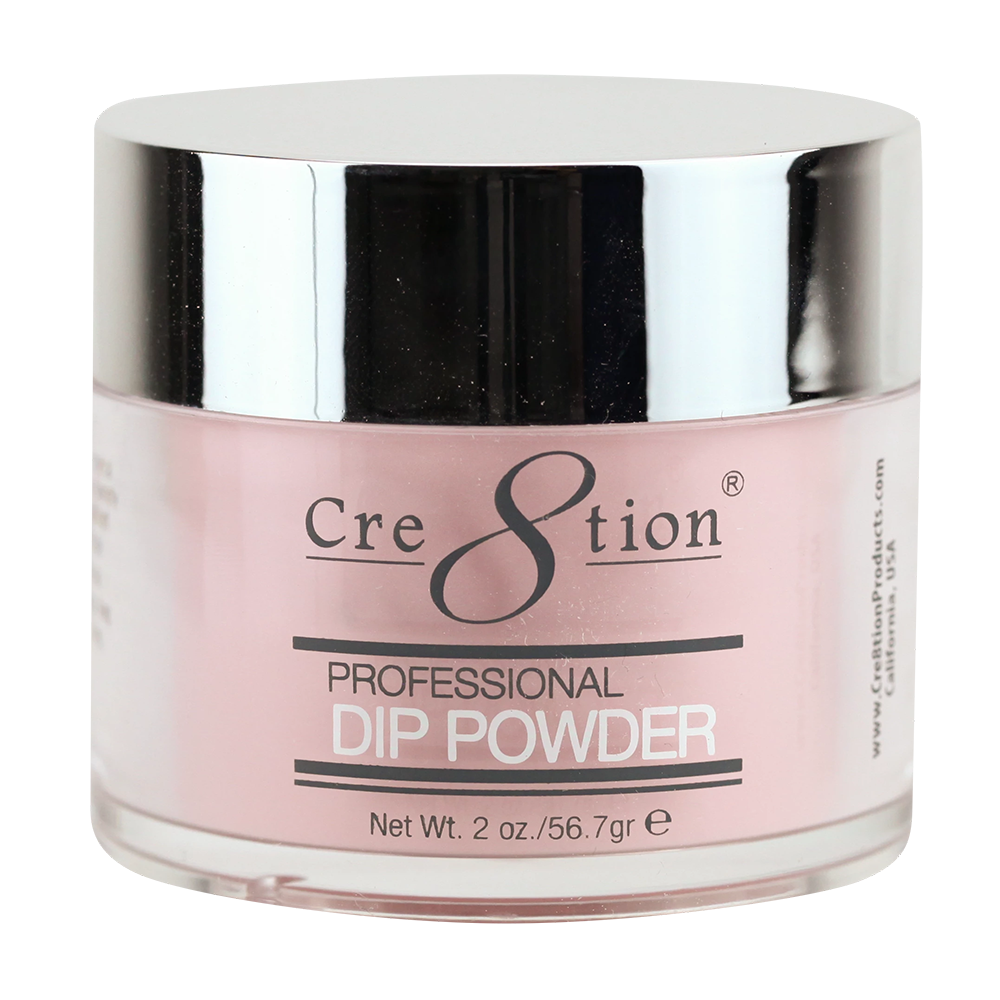 Cre8tion®
PROFESSIONAL
DIP POWDER
Net Wt. 2 oz./56.7gr ℮
www.Cre8tionProducts.com
California, USA